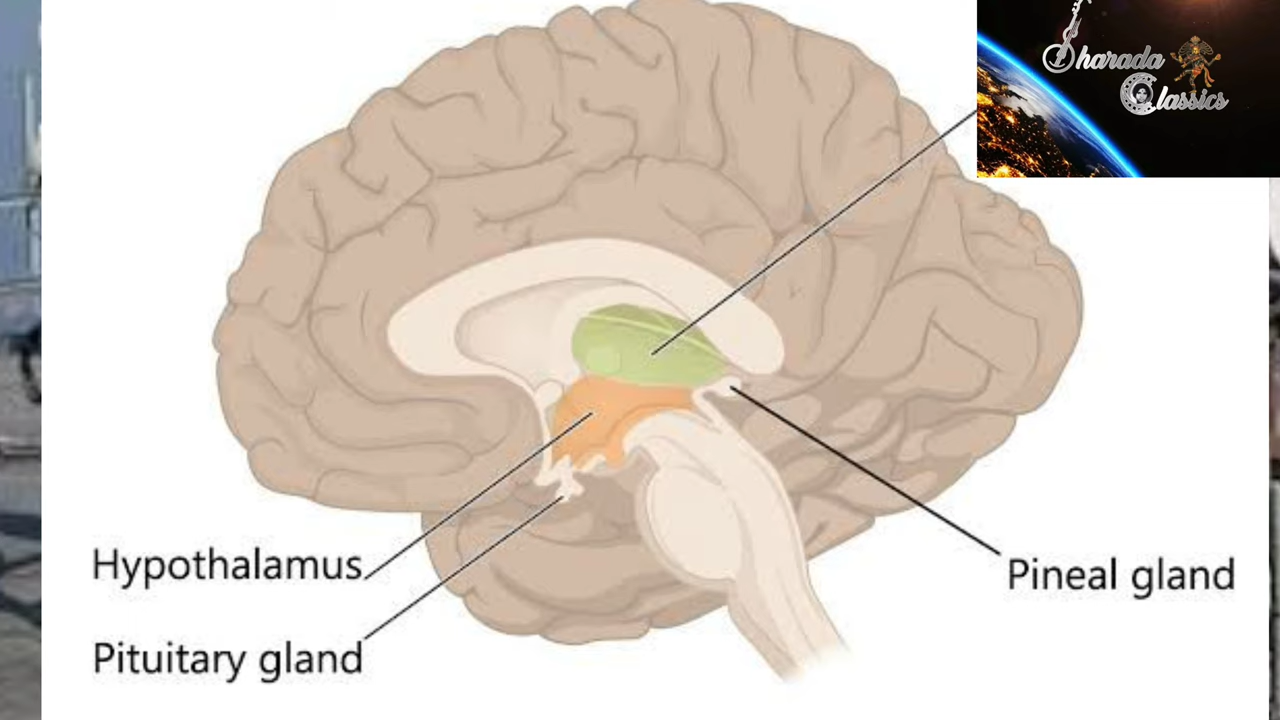 Sharada
Classics
Hypothalamus
Pineal gland
Pituitary gland